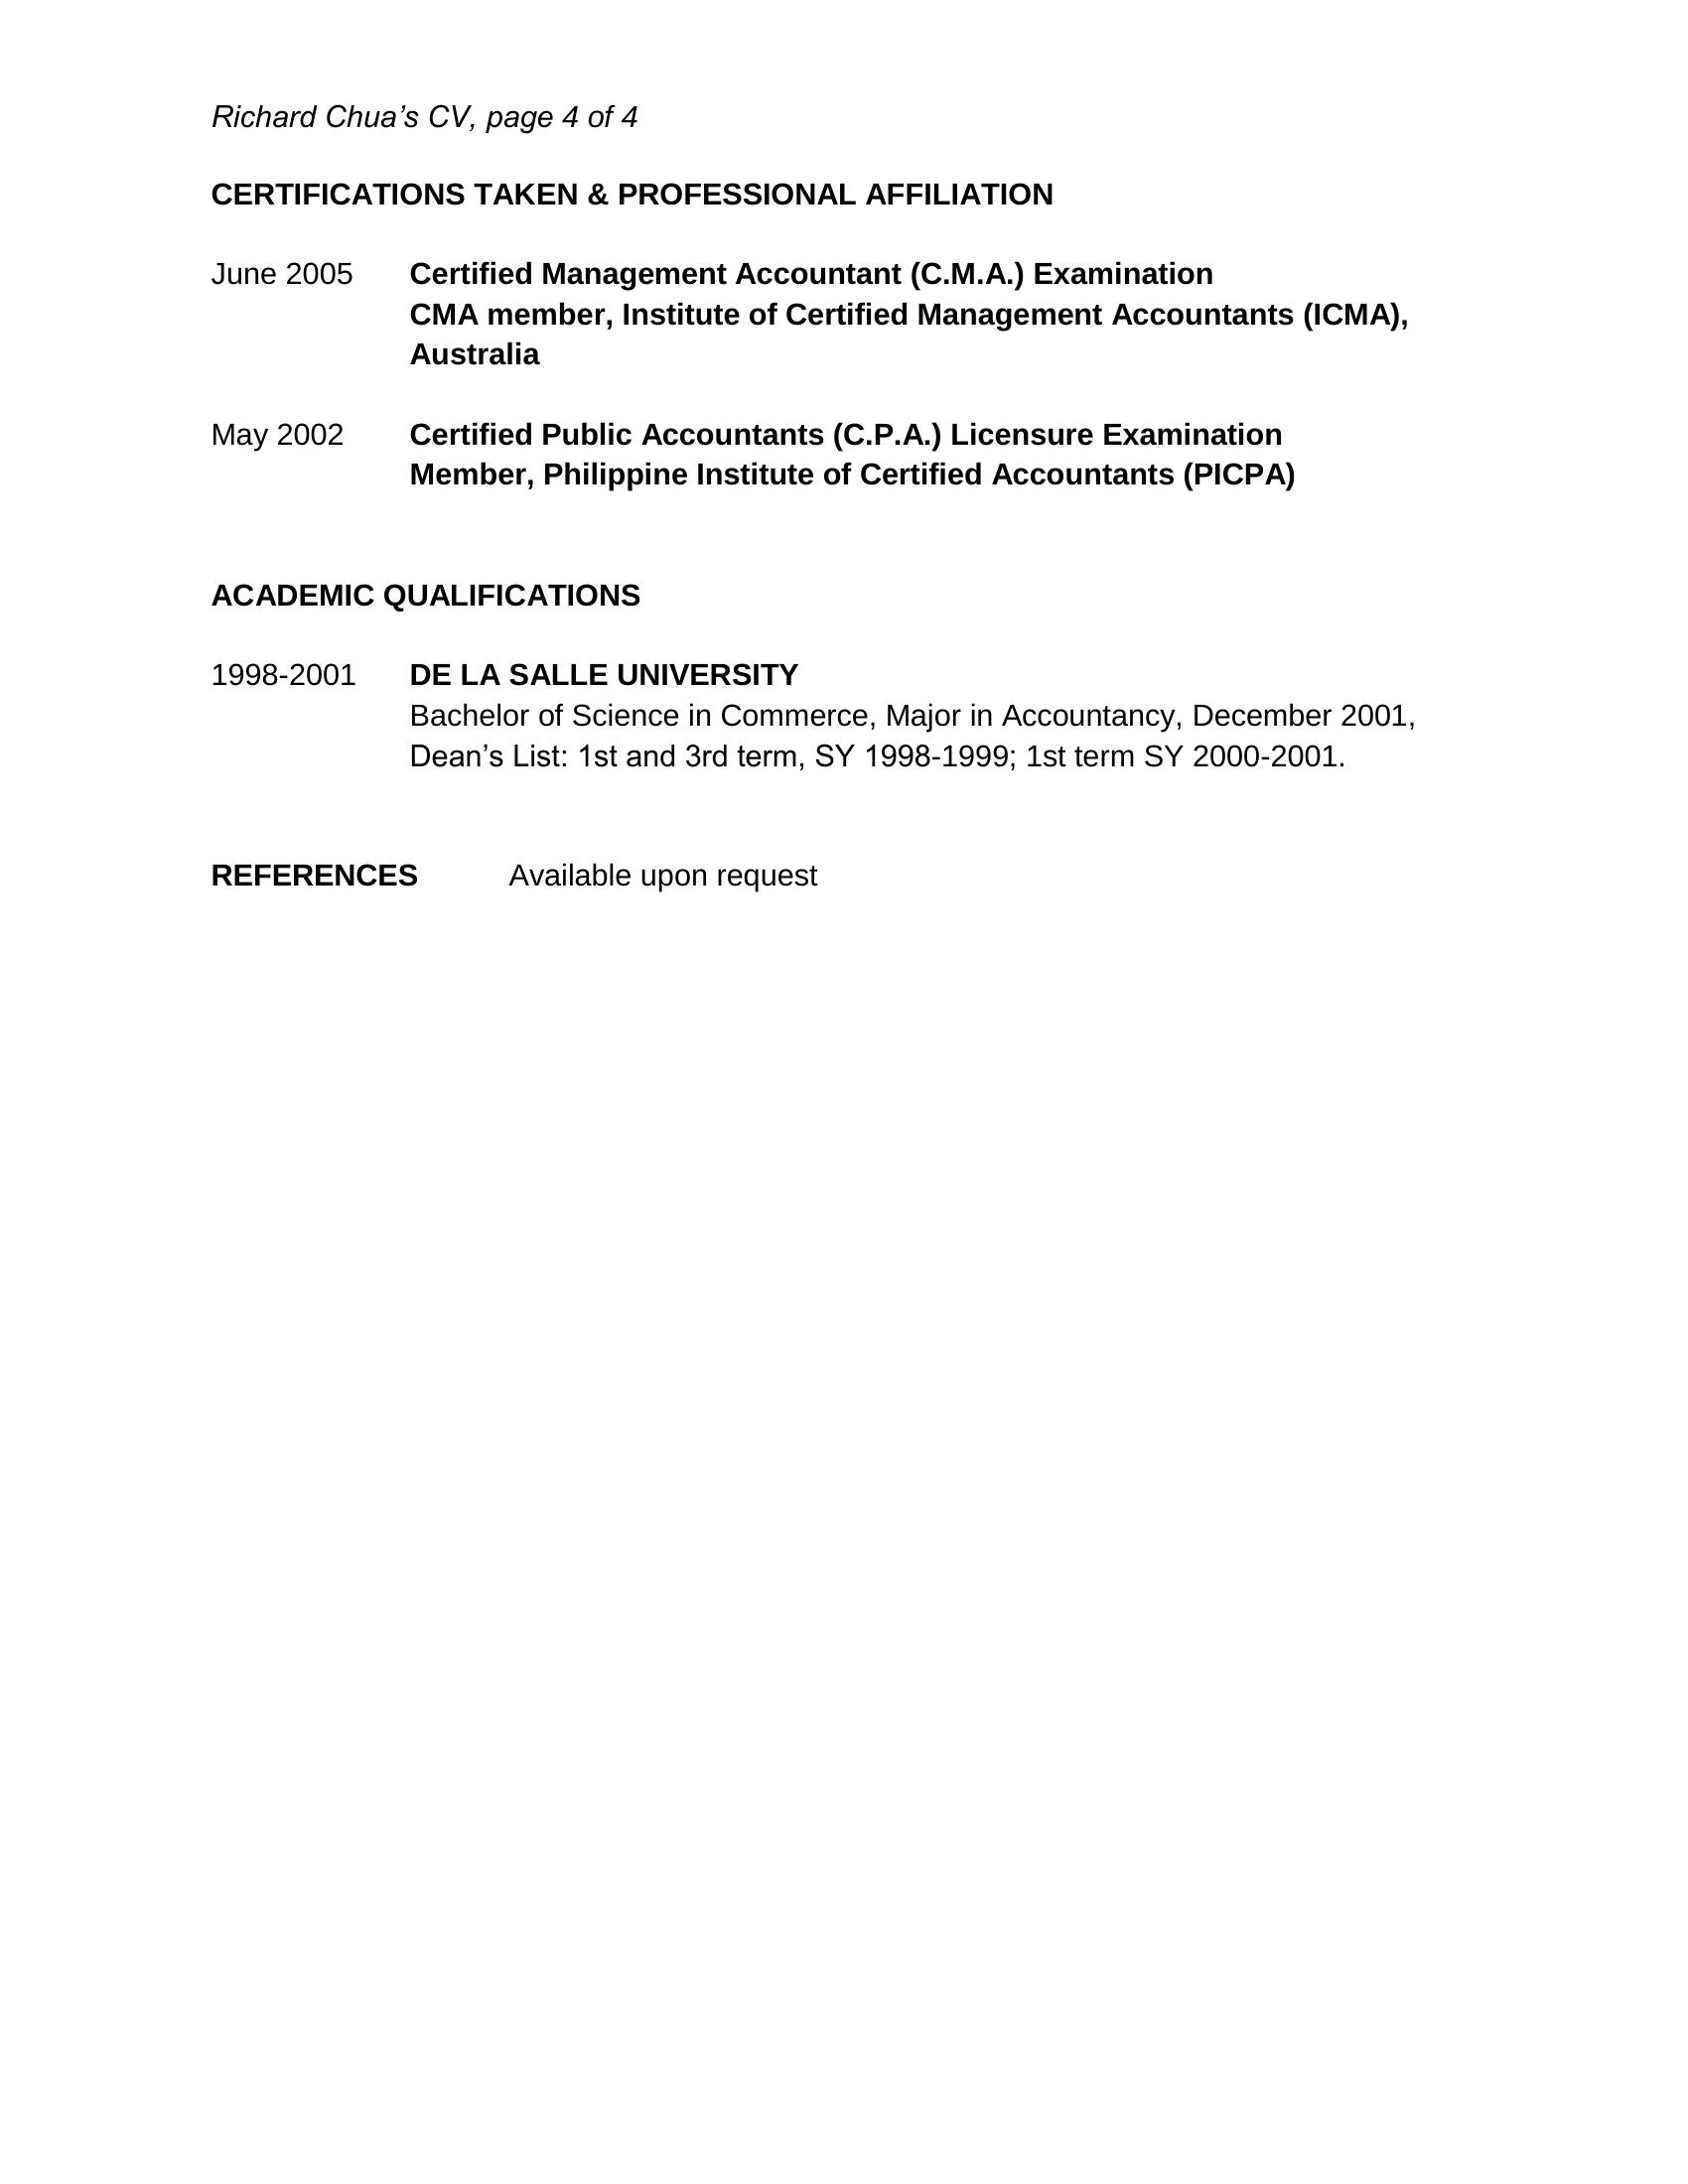 Richard Chua’s CV, page 4 of 4
CERTIFICATIONS TAKEN & PROFESSIONAL AFFILIATION
June 2005 Certified Management Accountant (C.M.A.) Examination
CMA member, Institute of Certified Management Accountants (ICMA),
Australia
May 2002 Certified Public Accountants (C.P.A.) Licensure Examination
Member, Philippine Institute of Certified Accountants (PICPA)
ACADEMIC QUALIFICATIONS
1998-2001 DE LA SALLE UNIVERSITY
Bachelor of Science in Commerce, Major in Accountancy, December 2001,
Dean’s List: 1st and 3rd term, SY 1998-1999; 1st term SY 2000-2001.
REFERENCES Available upon request